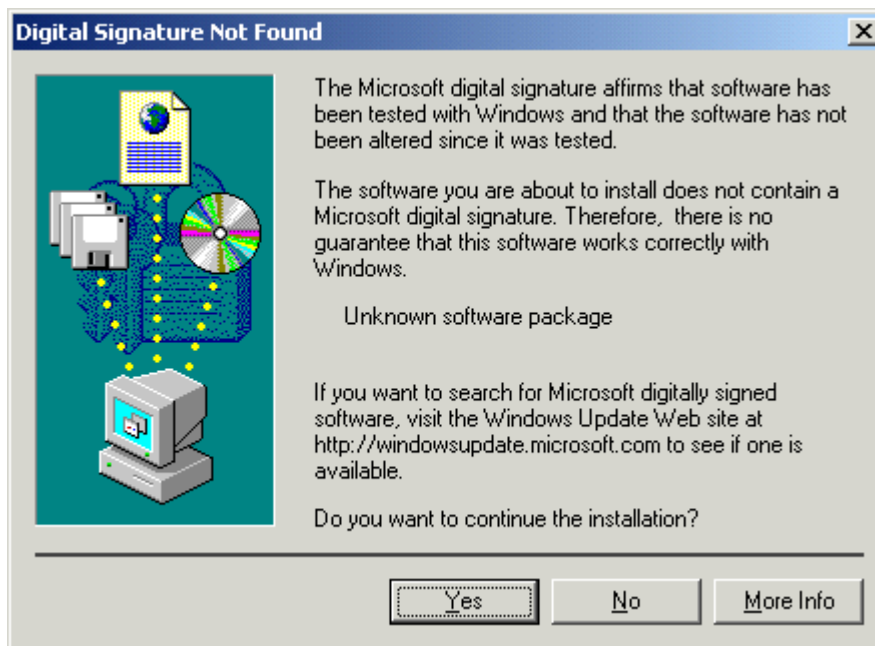 Digital Signature Not Found
The Microsoft digital signature affirms that software has
been tested with Windows and that the software has not
been altered since it was tested.
The software you are about to install does not contain a
Microsoft digital signature. Therefore,  there is no
guarantee that this software works correctly with
Windows.
Unknown software package
If you want to search for Microsoft digitally signed
software, visit the Windows Update Web site at
http://windowsupdate.microsoft.com to see if one is
available.
Do you want to continue the installation?
Yes No More Info